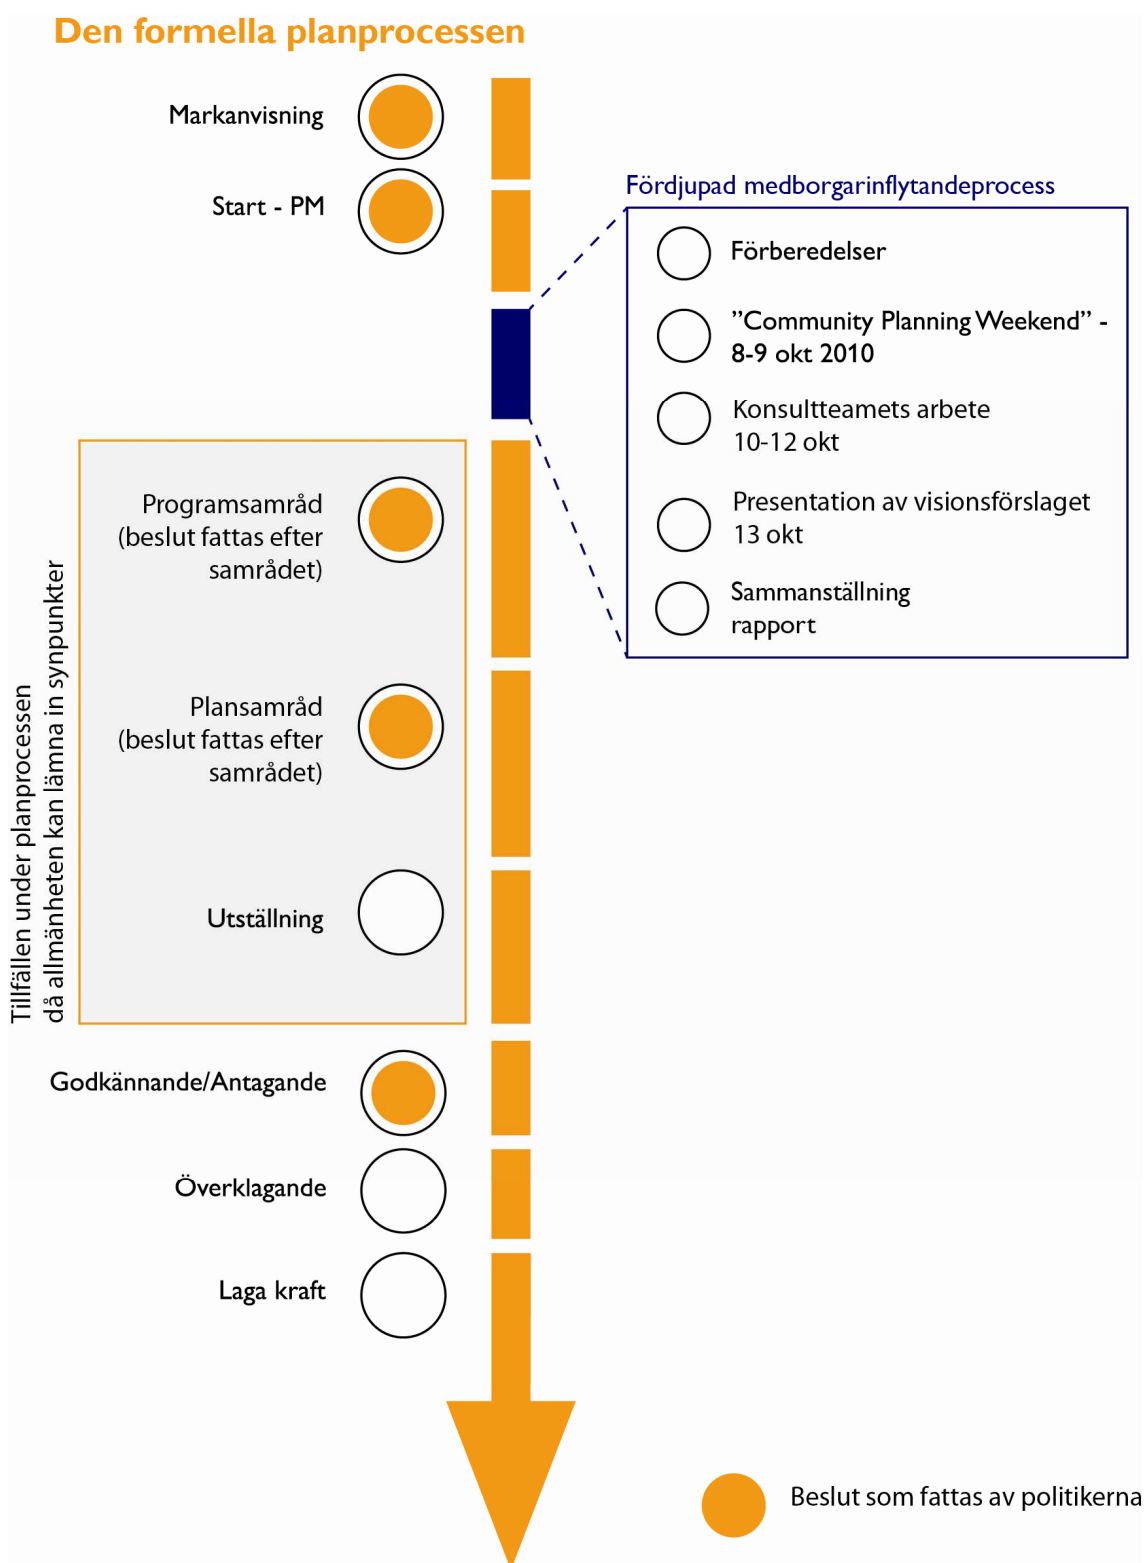 Den formella planprocessen
Markanvisning
Start - PM
Fördjupad medborgarinflytandeprocess
Förberedelser
”Community Planning Weekend” -
8-9 okt 2010
Konsultteamets arbete
10-12 okt
Presentation av visionsförslaget
13 okt
Sammanställning
rapport
Tillfällen under planprocessen
då allmänheten kan lämna in synpunkter
Programsamråd
(beslut fattas efter
samrådet)
Plansamråd
(beslut fattas efter
samrådet)
Utställning
Godkännande/Antagande
Överklagande
Laga kraft
Beslut som fattas av politikerna